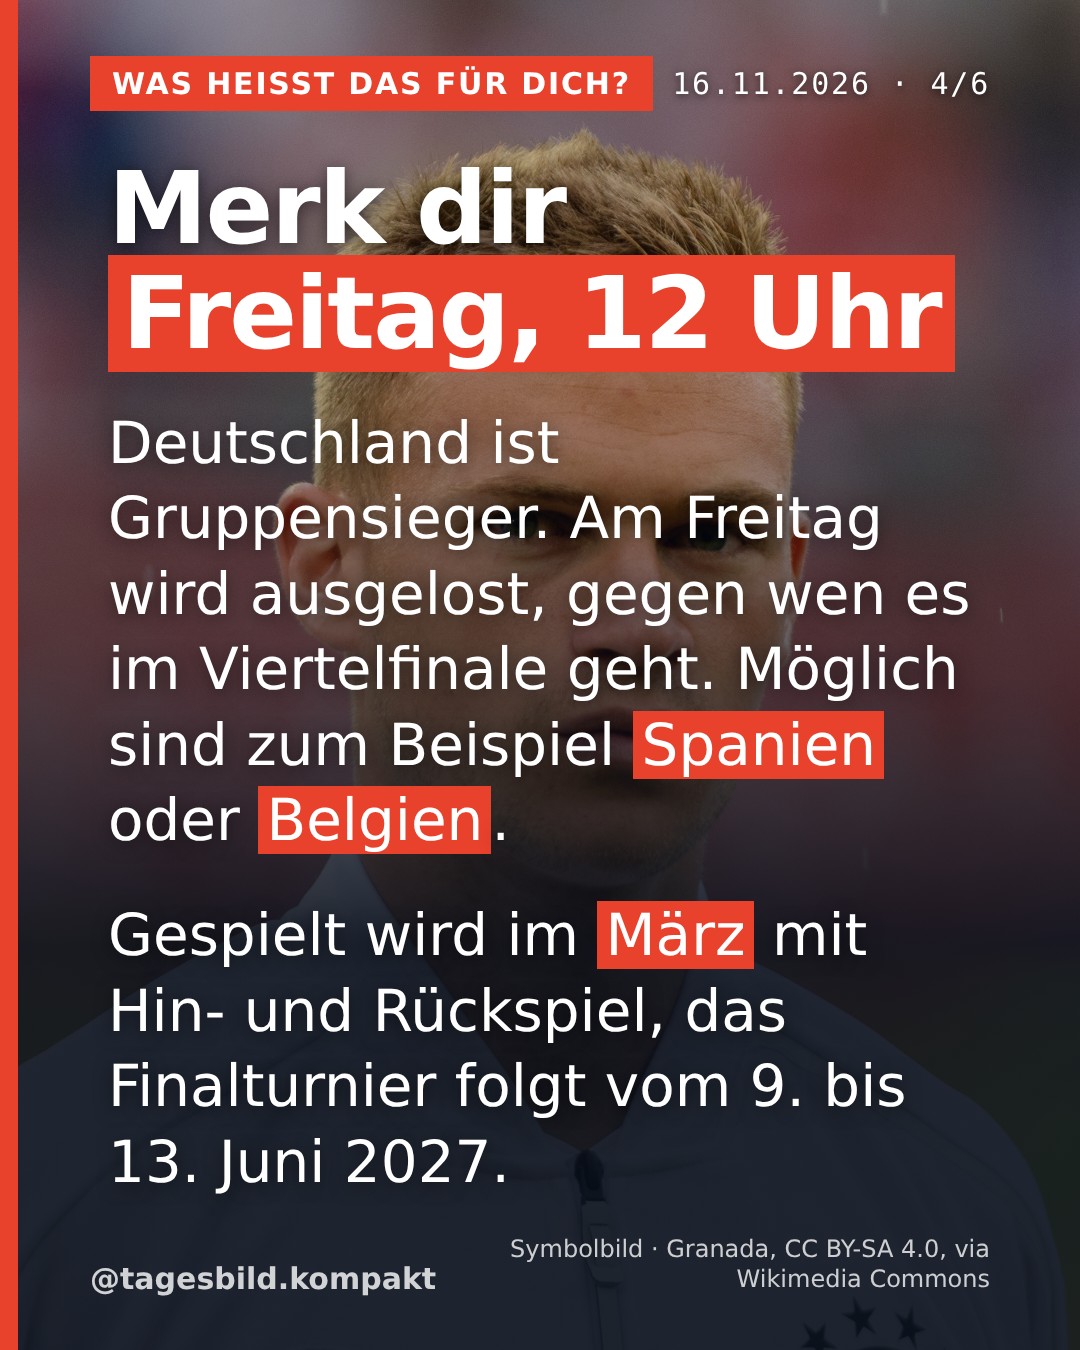 WAS HEISST DAS FÜR DICH?
16.11.2026 · 4/6
Merk dir
Freitag, 12 Uhr
Deutschland ist
Gruppensieger. Am Freitag
wird ausgelost, gegen wen es
im Viertelfinale geht. Möglich
sind zum Beispiel Spanien
oder Belgien.
Gespielt wird im März mit
Hin- und Rückspiel, das
Finalturnier folgt vom 9. bis
13. Juni 2027.
@tagesbild.kompakt
Symbolbild · Granada, CC BY-SA 4.0, via
Wikimedia Commons